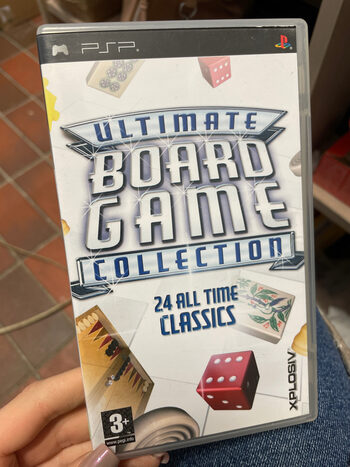 PSP
ULTIMATE
BOARD
GAME
COLLECTION
24 ALL TIME
CLASSICS
XPLOSIV
3+
www.pegi.info